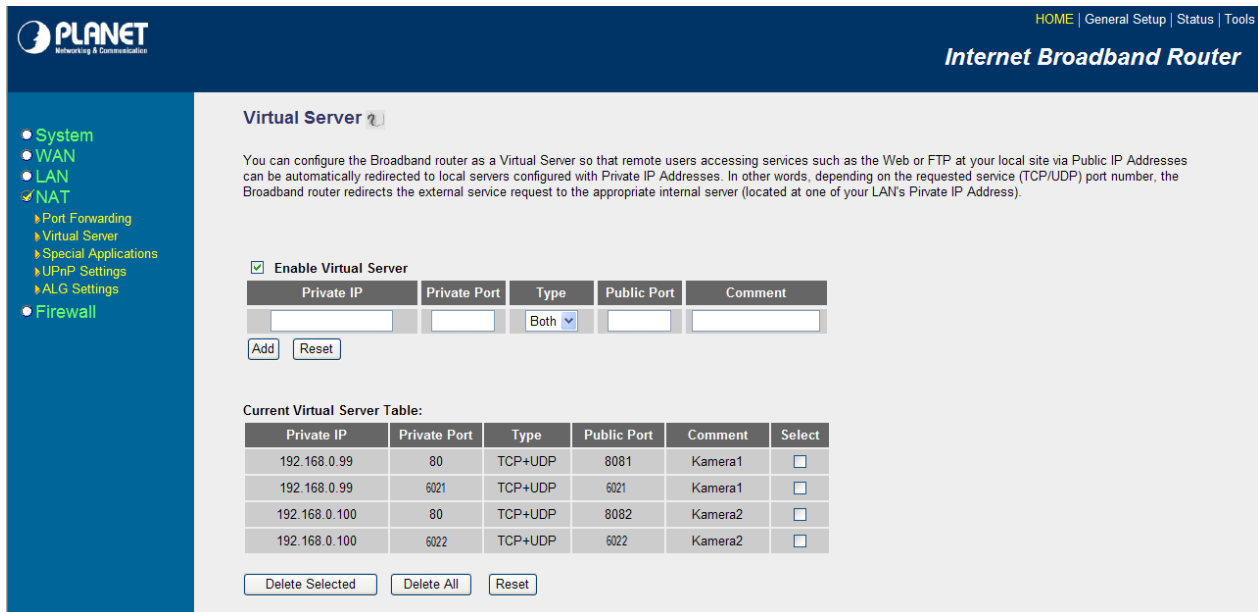 PLANET
Networking & Communication
HOME | General Setup | Status | Tools
Internet Broadband Router
System
WAN
LAN
NAT
Port Forwarding
Virtual Server
Special Applications
UPnP Settings
ALG Settings
Firewall
Virtual Server
You can configure the Broadband router as a Virtual Server so that remote users accessing services such as the Web or FTP at your local site via Public IP Addresses
can be automatically redirected to local servers configured with Private IP Addresses. In other words, depending on the requested service (TCP/UDP) port number, the
Broadband router redirects the external service request to the appropriate internal server (located at one of your LAN's Pirvate IP Address).
Enable Virtual Server
Private IP Private Port Type Public Port Comment
Both
Add Reset
Current Virtual Server Table:
Private IP Private Port Type Public Port Comment Select
192.168.0.99 80 TCP+UDP 8081 Kamera1
192.168.0.99 6021 TCP+UDP 6021 Kamera1
192.168.0.100 80 TCP+UDP 8082 Kamera2
192.168.0.100 6022 TCP+UDP 6022 Kamera2
Delete Selected Delete All Reset